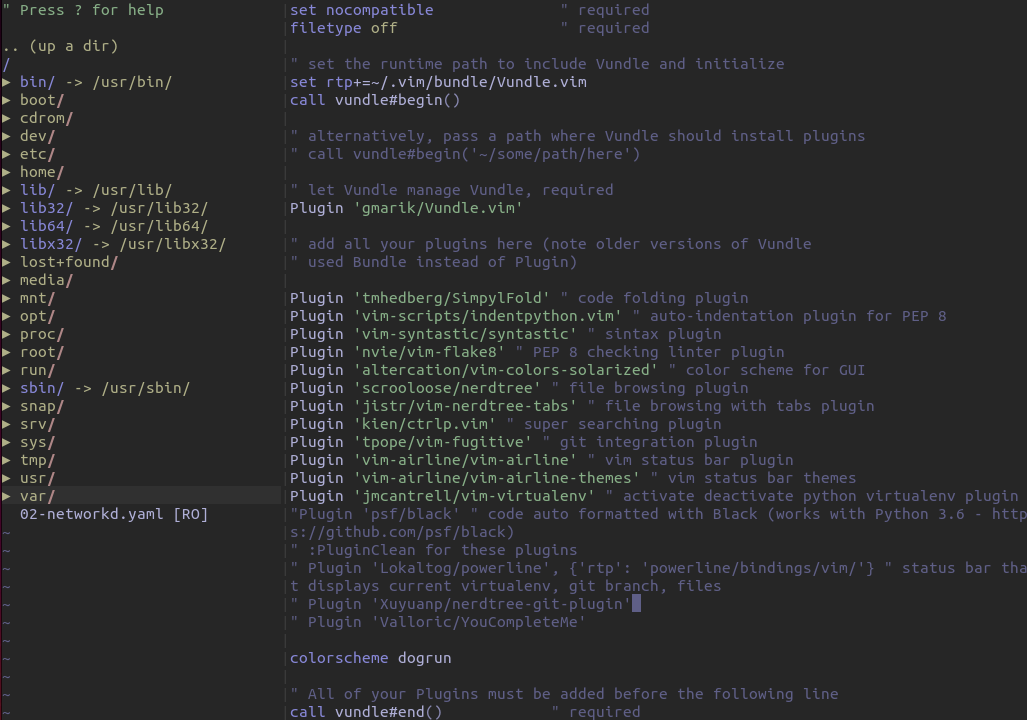 " Press ? for help
.. (up a dir)
/
▸ bin/ -> /usr/bin/
▸ boot/
▸ cdrom/
▸ dev/
▸ etc/
▸ home/
▸ lib/ -> /usr/lib/
▸ lib32/ -> /usr/lib32/
▸ lib64/ -> /usr/lib64/
▸ libx32/ -> /usr/libx32/
▸ lost+found/
▸ media/
▸ mnt/
▸ opt/
▸ proc/
▸ root/
▸ run/
▸ sbin/ -> /usr/sbin/
▸ snap/
▸ srv/
▸ sys/
▸ tmp/
▸ usr/
▸ var/
02-networkd.yaml [RO]
~
~
~
~
~
~
~
~
~
~
~
set nocompatible " required
filetype off " required
" set the runtime path to include Vundle and initialize
set rtp+=~/.vim/bundle/Vundle.vim
call vundle#begin()
" alternatively, pass a path where Vundle should install plugins
" call vundle#begin('~/some/path/here')
" let Vundle manage Vundle, required
Plugin 'gmarik/Vundle.vim'
" add all your plugins here (note older versions of Vundle
" used Bundle instead of Plugin)
Plugin 'tmhedberg/SimpylFold' " code folding plugin
Plugin 'vim-scripts/indentpython.vim' " auto-indentation plugin for PEP 8
Plugin 'vim-syntastic/syntastic' " sintax plugin
Plugin 'nvie/vim-flake8' " PEP 8 checking linter plugin
Plugin 'altercation/vim-colors-solarized' " color scheme for GUI
Plugin 'scrooloose/nerdtree' " file browsing plugin
Plugin 'jistr/vim-nerdtree-tabs' " file browsing with tabs plugin
Plugin 'kien/ctrlp.vim' " super searching plugin
Plugin 'tpope/vim-fugitive' " git integration plugin
Plugin 'vim-airline/vim-airline' " vim status bar plugin
Plugin 'vim-airline/vim-airline-themes' " vim status bar themes
Plugin 'jmcantrell/vim-virtualenv' " activate deactivate python virtualenv plugin
"Plugin 'psf/black' " code auto formatted with Black (works with Python 3.6 - http
s://github.com/psf/black)
" :PluginClean for these plugins
" Plugin 'Lokaltog/powerline', {'rtp': 'powerline/bindings/vim/'} " status bar tha
t displays current virtualenv, git branch, files
" Plugin 'Xuyuanp/nerdtree-git-plugin'
" Plugin 'Valloric/YouCompleteMe'
colorscheme dogrun
" All of your Plugins must be added before the following line
call vundle#end() " required